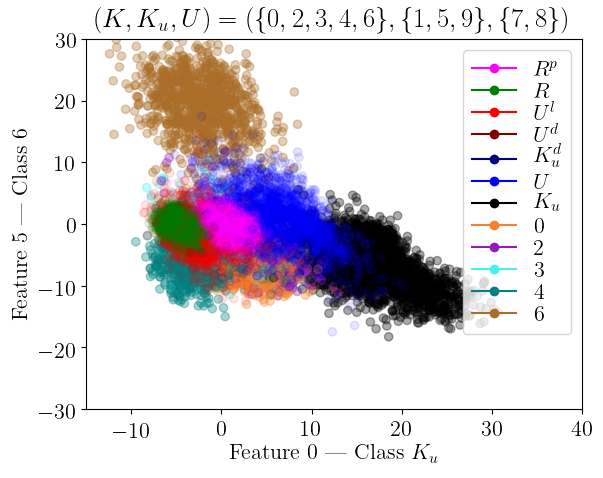 (K, K_u, U) = ({0, 2, 3, 4, 6}, {1, 5, 9}, {7, 8})
30
20
10
0
−10
−20
−30
Feature 5 — Class 6
R^p
R
U^l
U^d
K_u^d
U
K_u
0
2
3
4
6
−10
0
10
20
30
40
Feature 0 — Class K_u